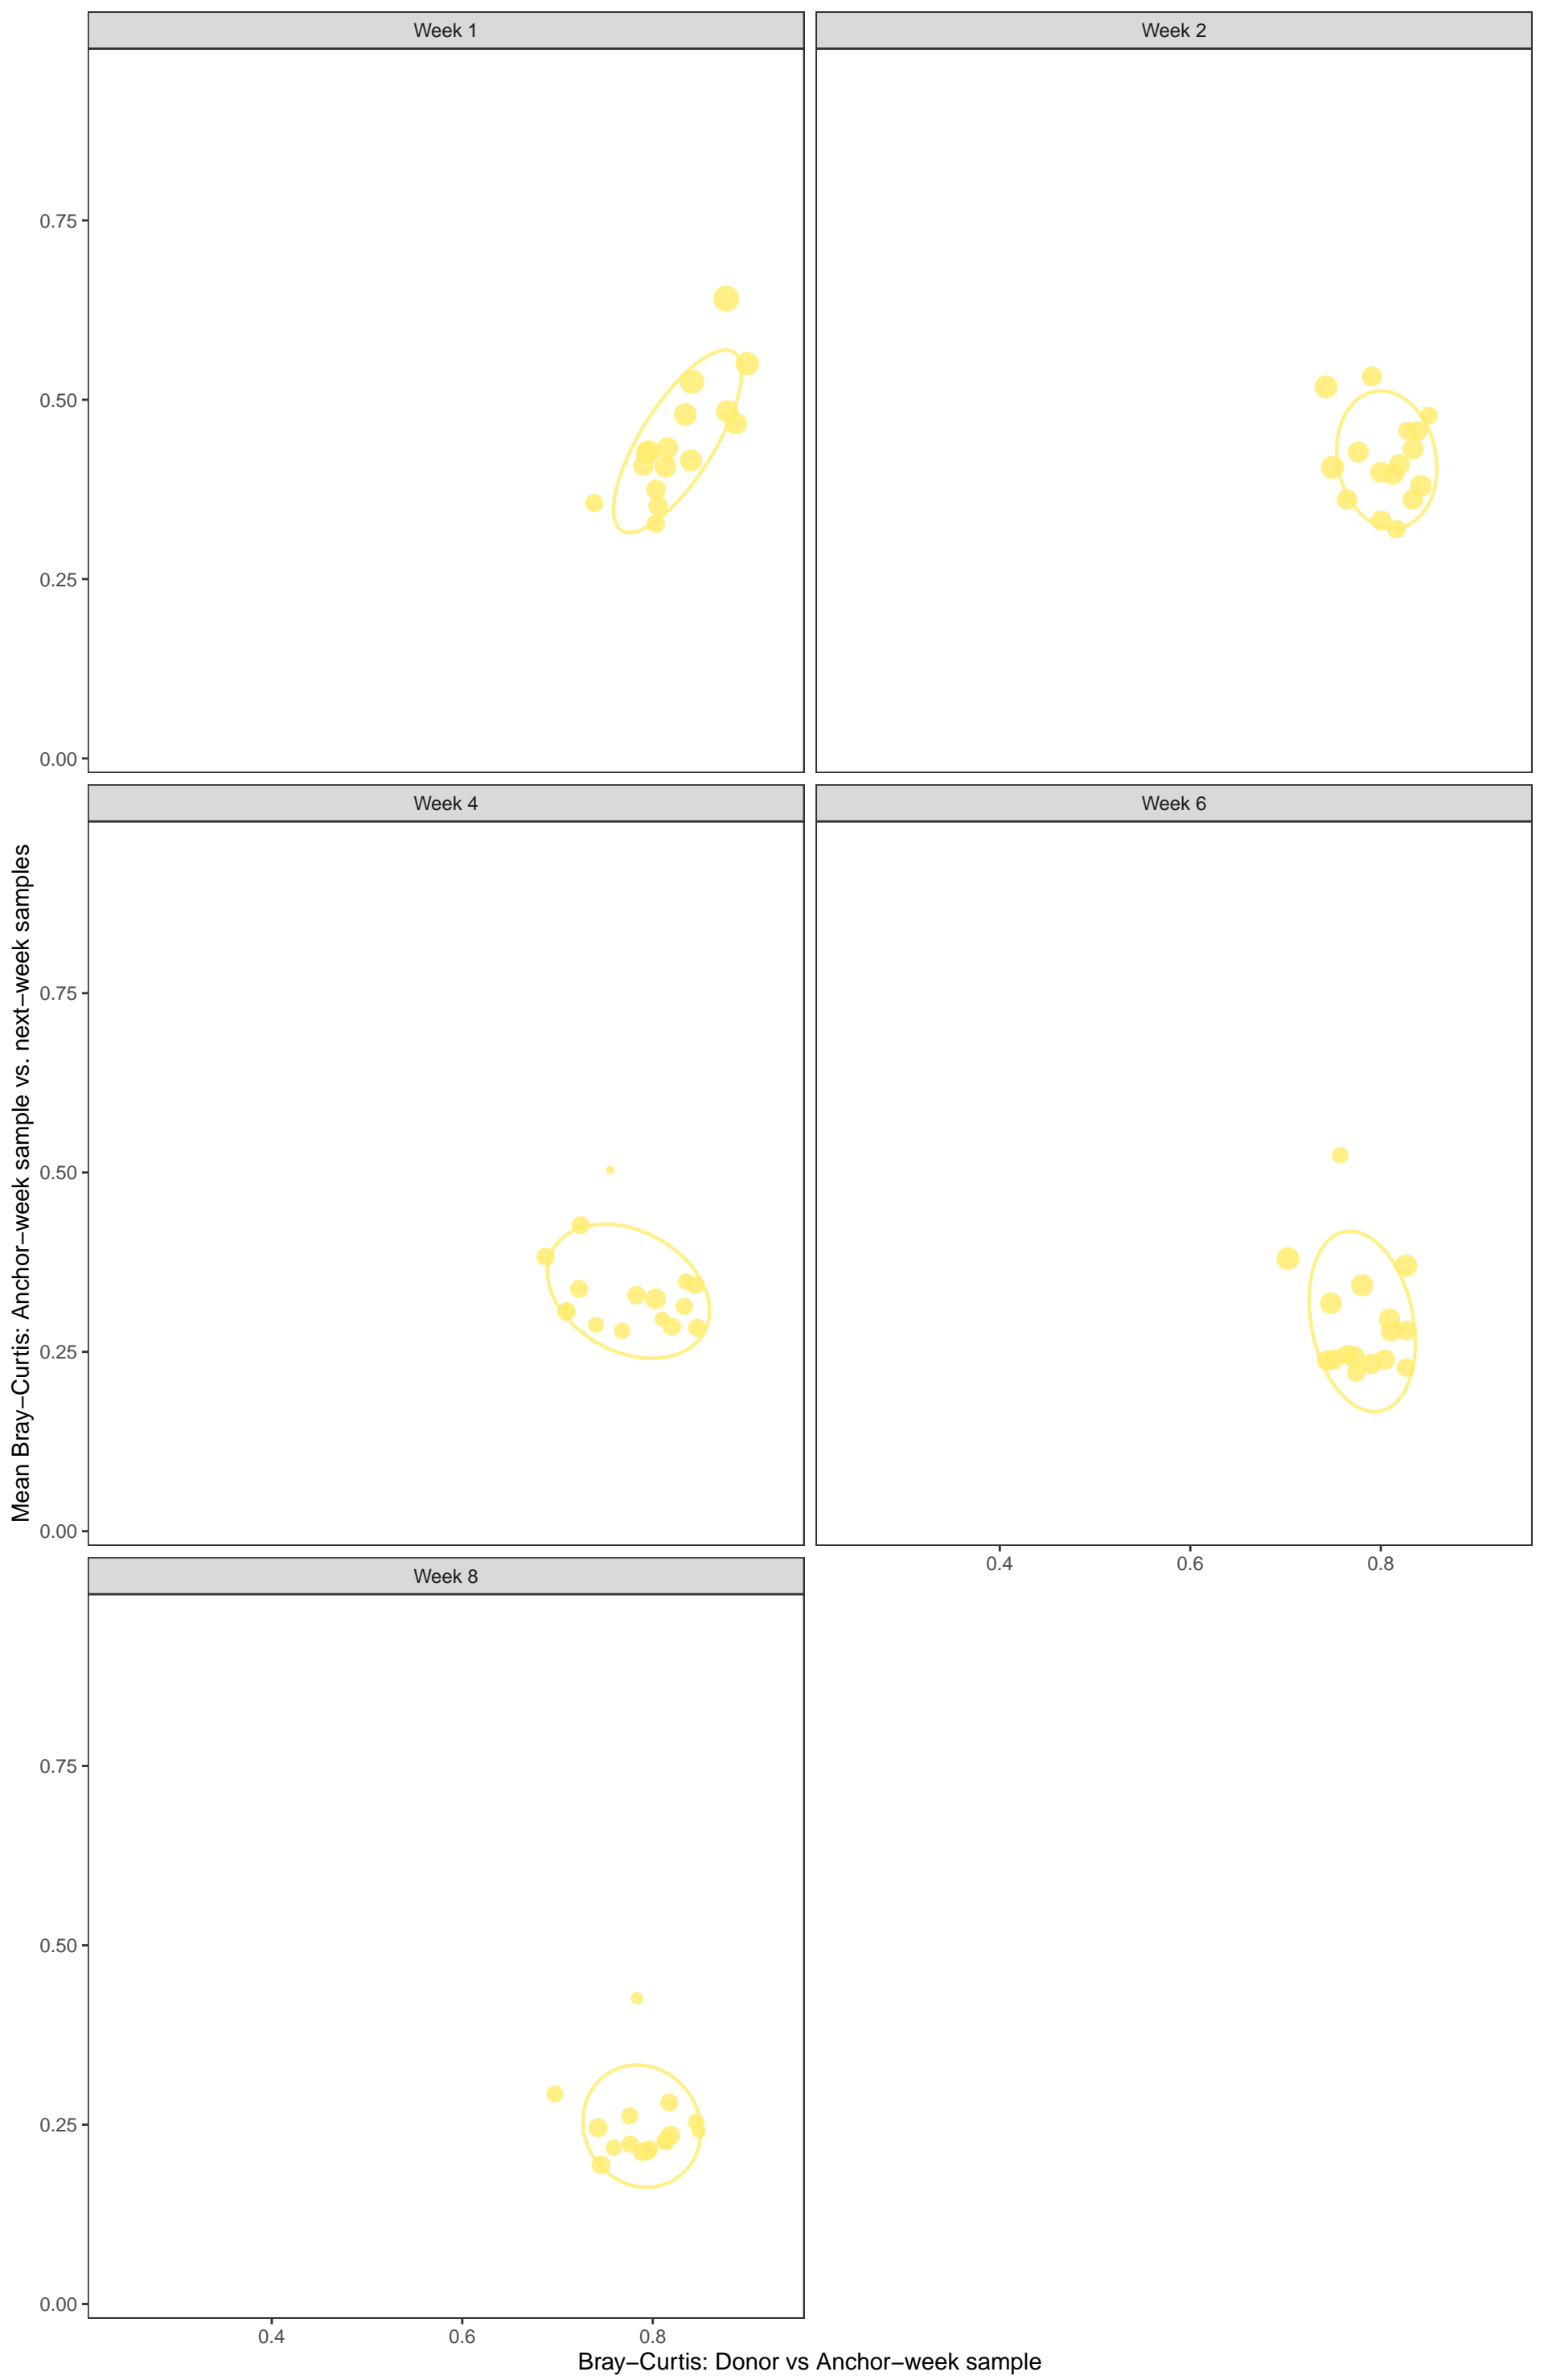 Week 1
Week 2
0.75
0.50
0.25
0.00
Week 4
Week 6
Mean Bray−Curtis: Anchor−week sample vs. next−week samples
0.75
0.50
0.25
0.00
0.4
0.6
0.8
Week 8
0.75
0.50
0.25
0.00
0.4
0.6
0.8
Bray−Curtis: Donor vs Anchor−week sample